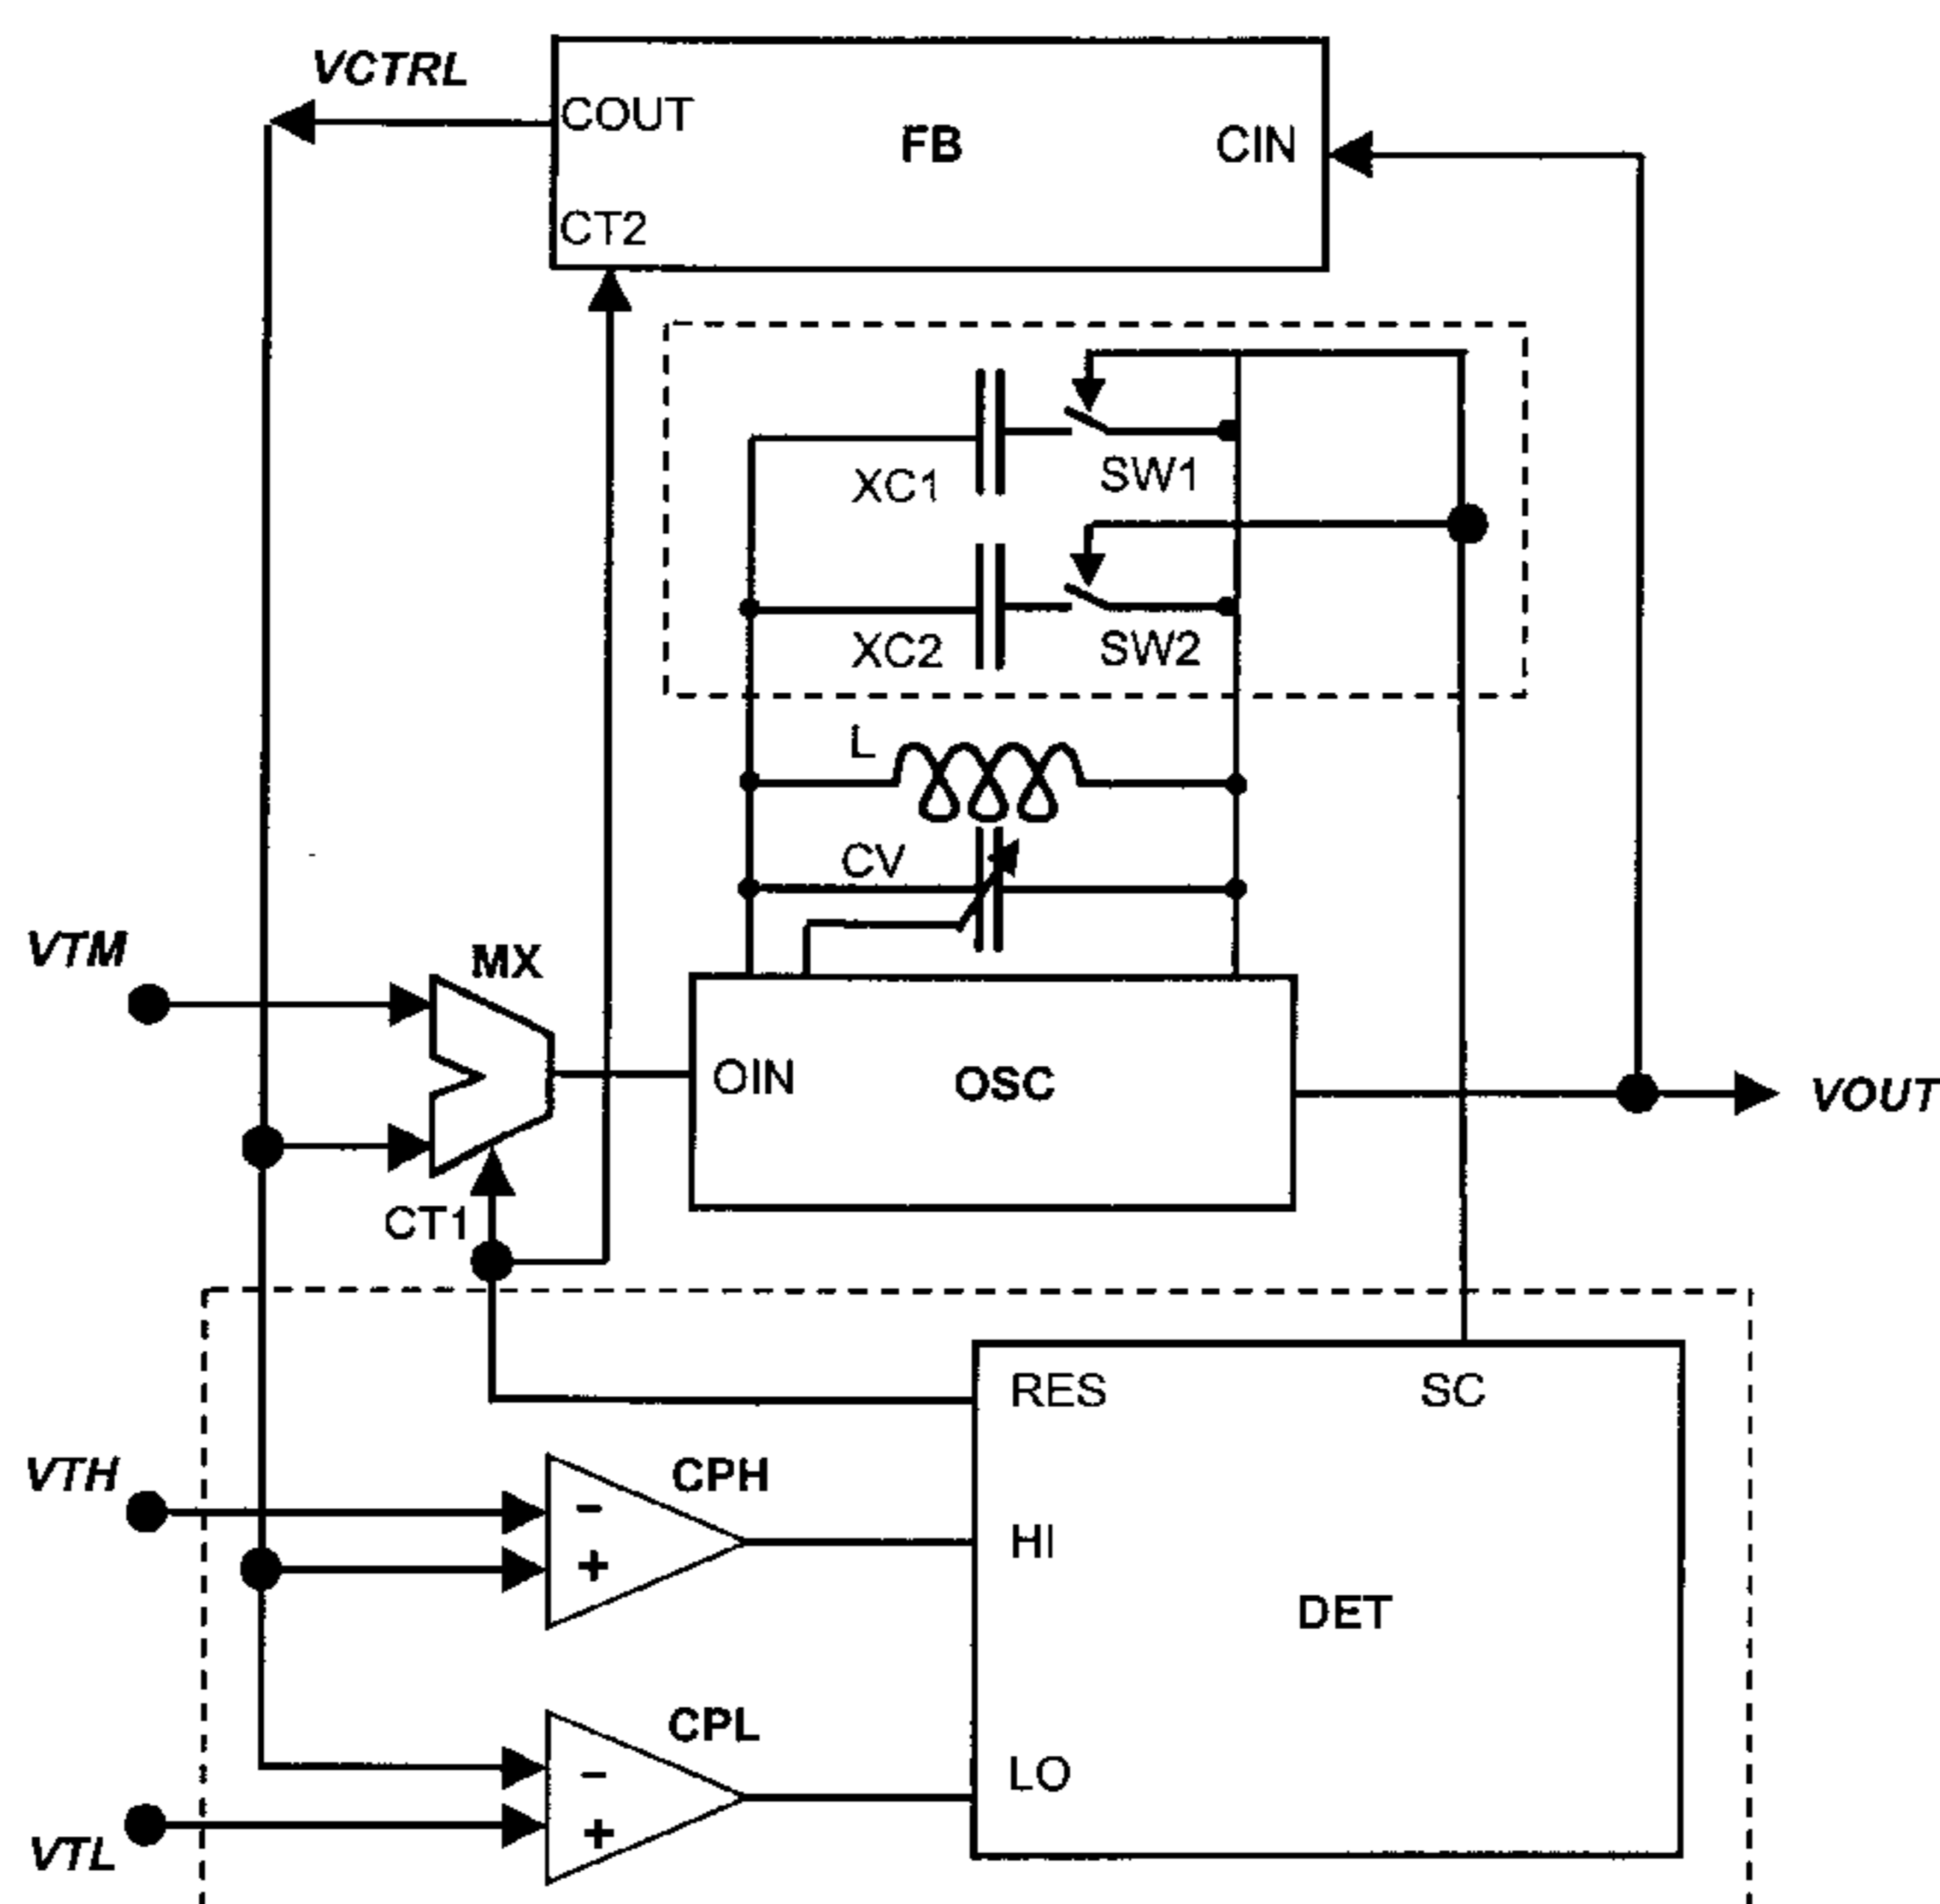 VCTRL
COUT
FB
CIN
CT2
XC1
SW1
XC2
SW2
L
CV
VTM
MX
OIN
OSC
VOUT
CT1
RES
SC
VTH
CPH
−
HI
+
DET
CPL
LO
−
+
VTL